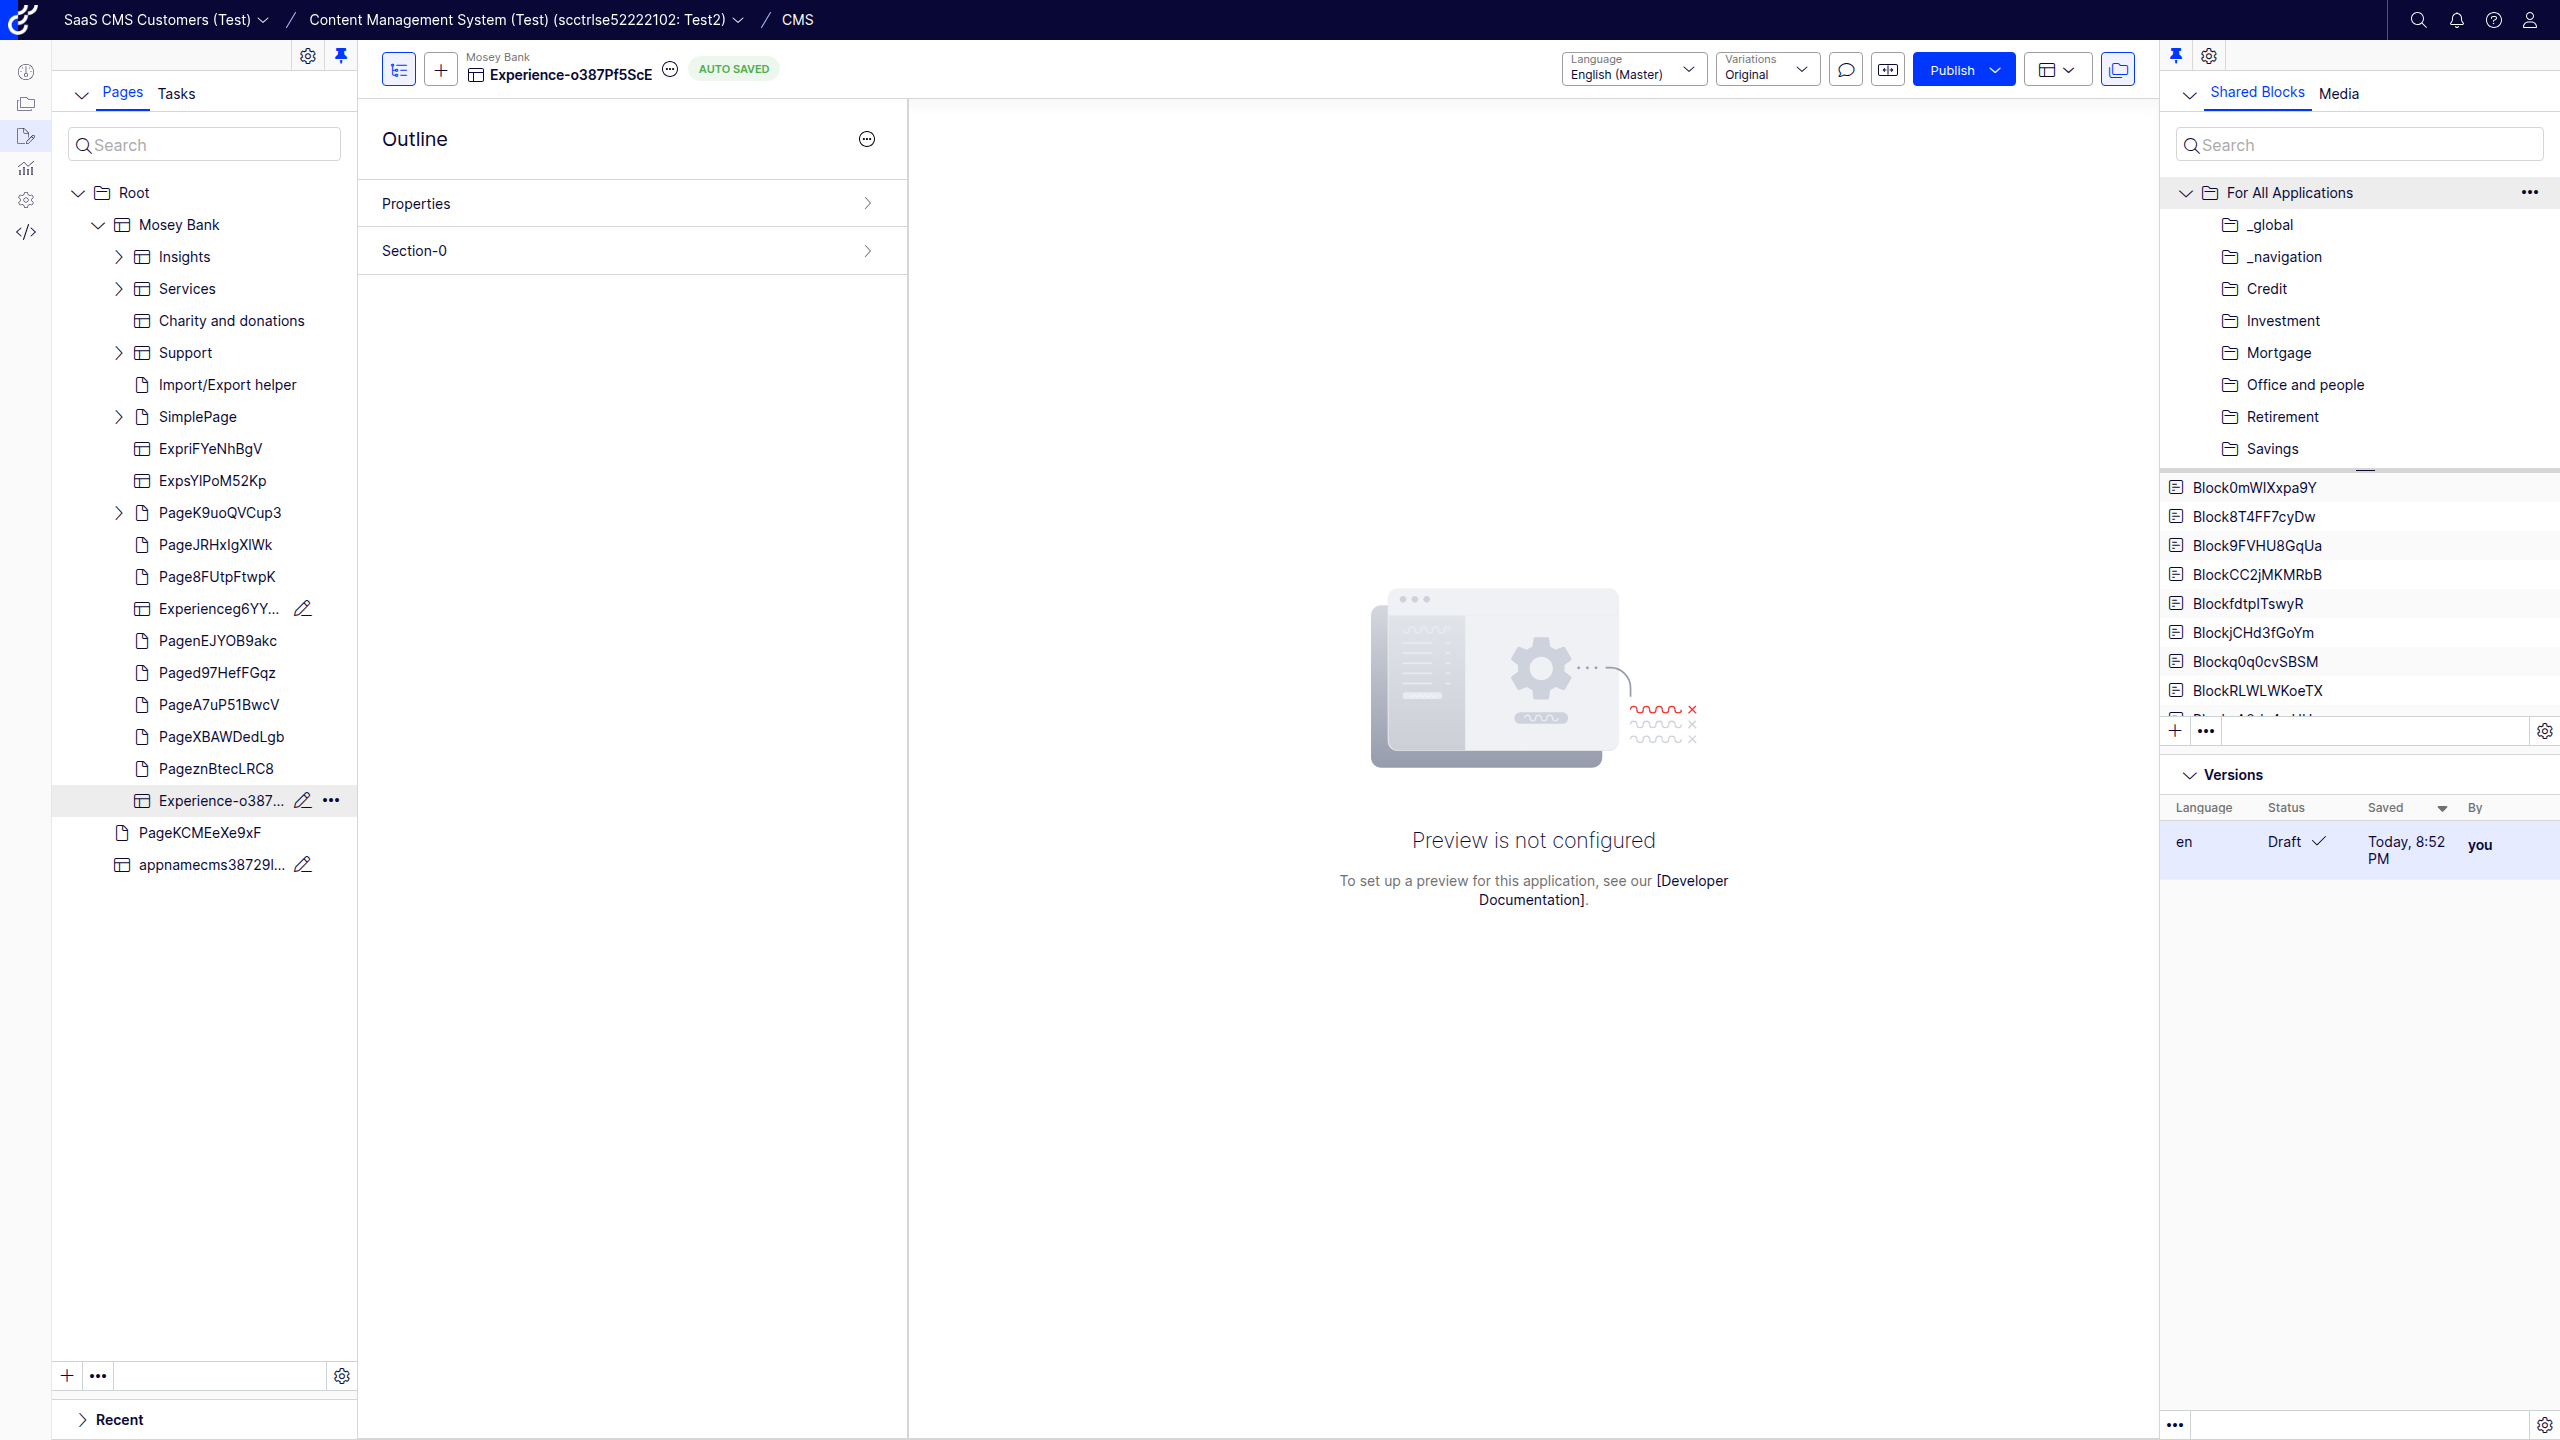 SaaS CMS Customers (Test) / Content Management System (Test) (scctrlse52222102: Test2) / CMS
Pages Tasks
Search
Root
Mosey Bank
Insights
Services
Charity and donations
Support
Import/Export helper
SimplePage
ExpriFYeNhBgV
ExpsYlPoM52Kp
PageK9uoQVCup3
PageJRHxIgXlWk
Page8FUtpFtwpK
Experienceg6YY...
PagenEJYOB9akc
Paged97HefFGqz
PageA7uP51BwcV
PageXBAWDedLgb
PageznBtecLRC8
Experience-o387...
PageKCMEeXe9xF
appnamecms38729l...
Recent
Mosey Bank
Experience-o387Pf5ScE
AUTO SAVED
Language
English (Master)
Variations
Original
Publish
Outline
Properties
Section-0
Preview is not configured
To set up a preview for this application, see our [Developer
Documentation].
Shared Blocks Media
Search
For All Applications
_global
_navigation
Credit
Investment
Mortgage
Office and people
Retirement
Savings
Block0mWIXxpa9Y
Block8T4FF7cyDw
Block9FVHU8GqUa
BlockCC2jMKMRbB
BlockfdtpITswyR
BlockjCHd3fGoYm
Blockq0q0cvSBSM
BlockRLWLWKoeTX
Versions
Language Status Saved By
en Draft Today, 8:52 you
PM